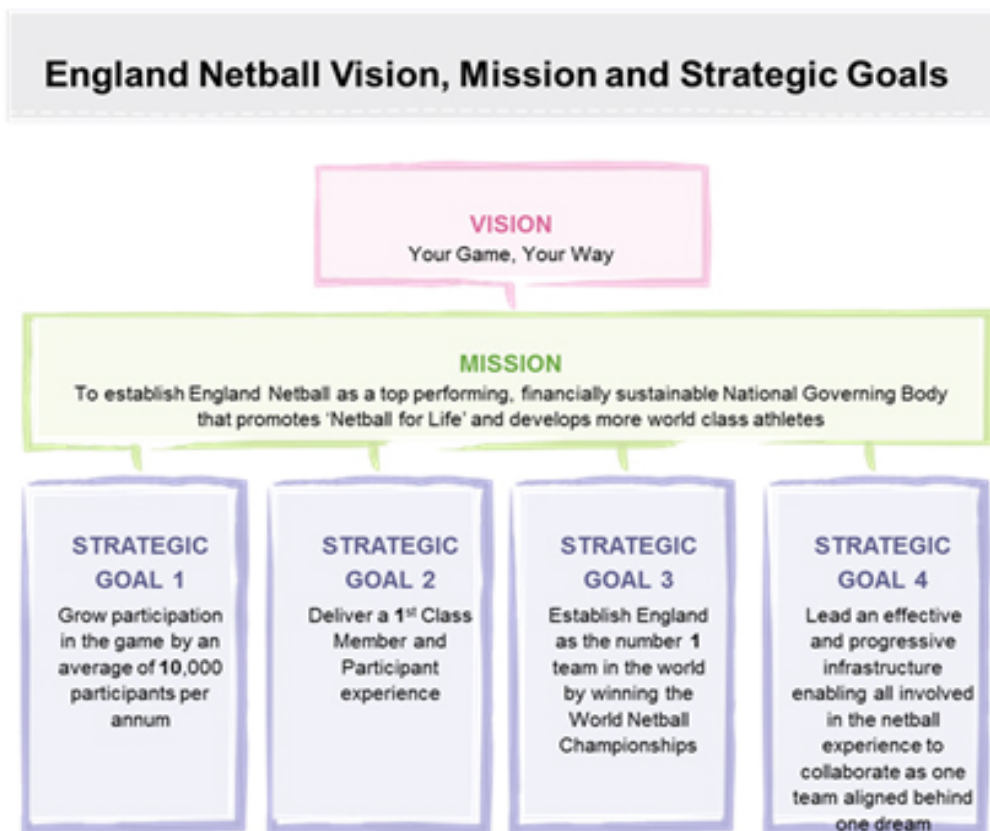 England Netball Vision, Mission and Strategic Goals
VISION
Your Game, Your Way
MISSION
To establish England Netball as a top performing, financially sustainable National Governing Body
that promotes ‘Netball for Life’ and develops more world class athletes
STRATEGIC
GOAL 1
Grow participation
in the game by an
average of 10,000
participants per
annum
STRATEGIC
GOAL 2
Deliver a 1st Class
Member and
Participant
experience
STRATEGIC
GOAL 3
Establish England
as the number 1
team in the world
by winning the
World Netball
Championships
STRATEGIC
GOAL 4
Lead an effective
and progressive
infrastructure
enabling all involved
in the netball
experience to
collaborate as one
team aligned behind
one dream